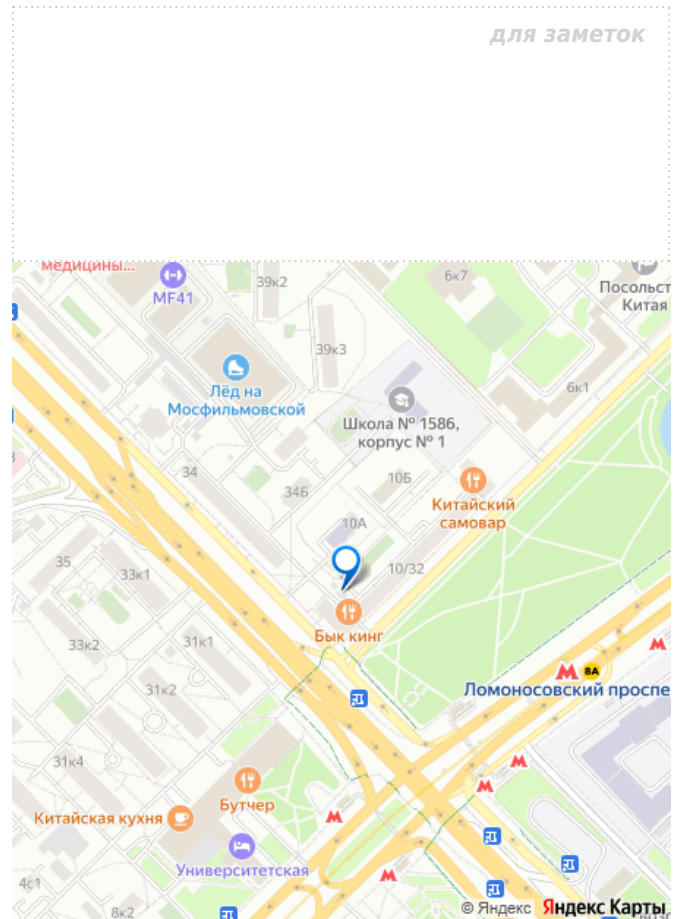 для заметок
медицины...
MF41
39к2
6к7
Посольст
Китая
39к3
Лёд на
Мосфильмовской
6к1
Школа № 1586,
корпус № 1
34
34Б
10Б
Китайский
самовар
10А
35
33к1
10/32
Бык кинг
33к2
31к1
31к2
8А
Ломоносовский проспе
31к4
Бутчер
Китайская кухня
Университетская
4с1
8к2
© Яндекс Яндекс Карты